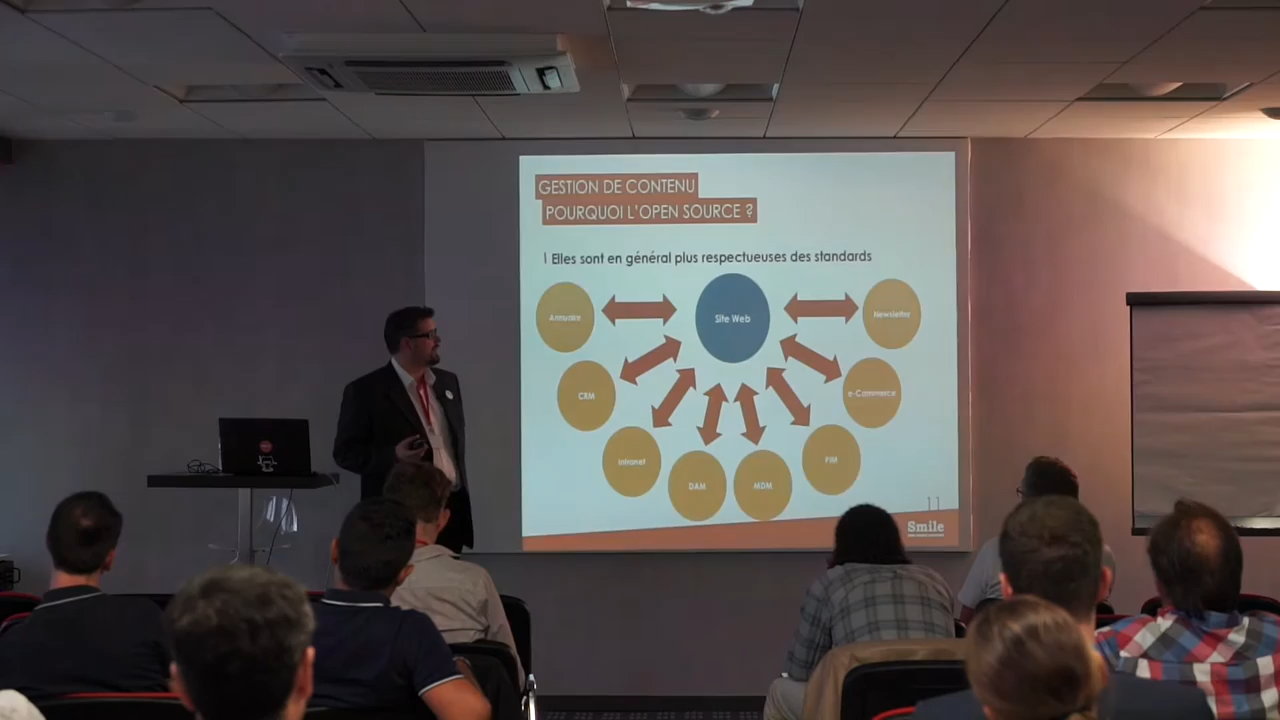 GESTION DE CONTENU
POURQUOI L'OPEN SOURCE ?
| Elles sont en général plus respectueuses des standards
Annuaire
Site Web
Newsletter
CRM
e-Commerce
Intranet
PIM
DAM
MDM
11
Smile